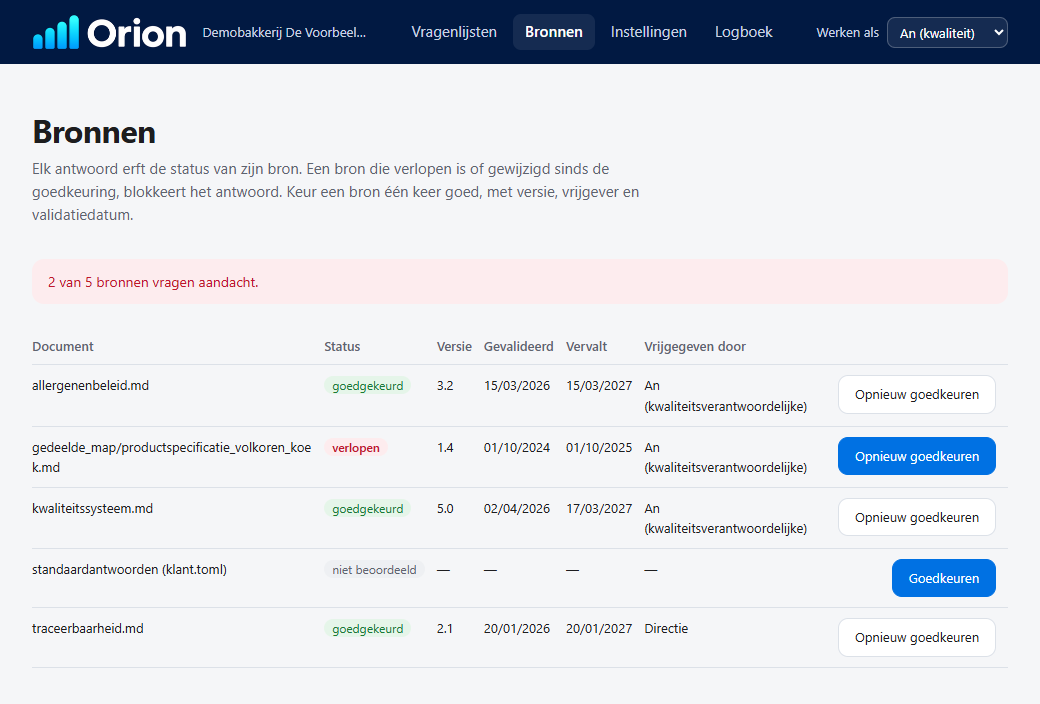 Orion
Demobakkerij De Voorbeel...
Vragenlijsten
Bronnen
Instellingen
Logboek
Werken als
An (kwaliteit)
Bronnen
Elk antwoord erft de status van zijn bron. Een bron die verlopen is of gewijzigd sinds de
goedkeuring, blokkeert het antwoord. Keur een bron één keer goed, met versie, vrijgever en
validatiedatum.
2 van 5 bronnen vragen aandacht.
Document Status Versie Gevalideerd Vervalt Vrijgegeven door
allergenenbeleid.md goedgekeurd 3.2 15/03/2026 15/03/2027 An
(kwaliteitsverantwoordelijke)
Opnieuw goedkeuren
gedeelde_map/productspecificatie_volkoren_koe verlopen 1.4 01/10/2024 01/10/2025 An
k.md (kwaliteitsverantwoordelijke)
Opnieuw goedkeuren
kwaliteitssysteem.md goedgekeurd 5.0 02/04/2026 17/03/2027 An
(kwaliteitsverantwoordelijke)
Opnieuw goedkeuren
standaardantwoorden (klant.toml) niet beoordeeld — — — —
Goedkeuren
traceerbaarheid.md goedgekeurd 2.1 20/01/2026 20/01/2027 Directie
Opnieuw goedkeuren